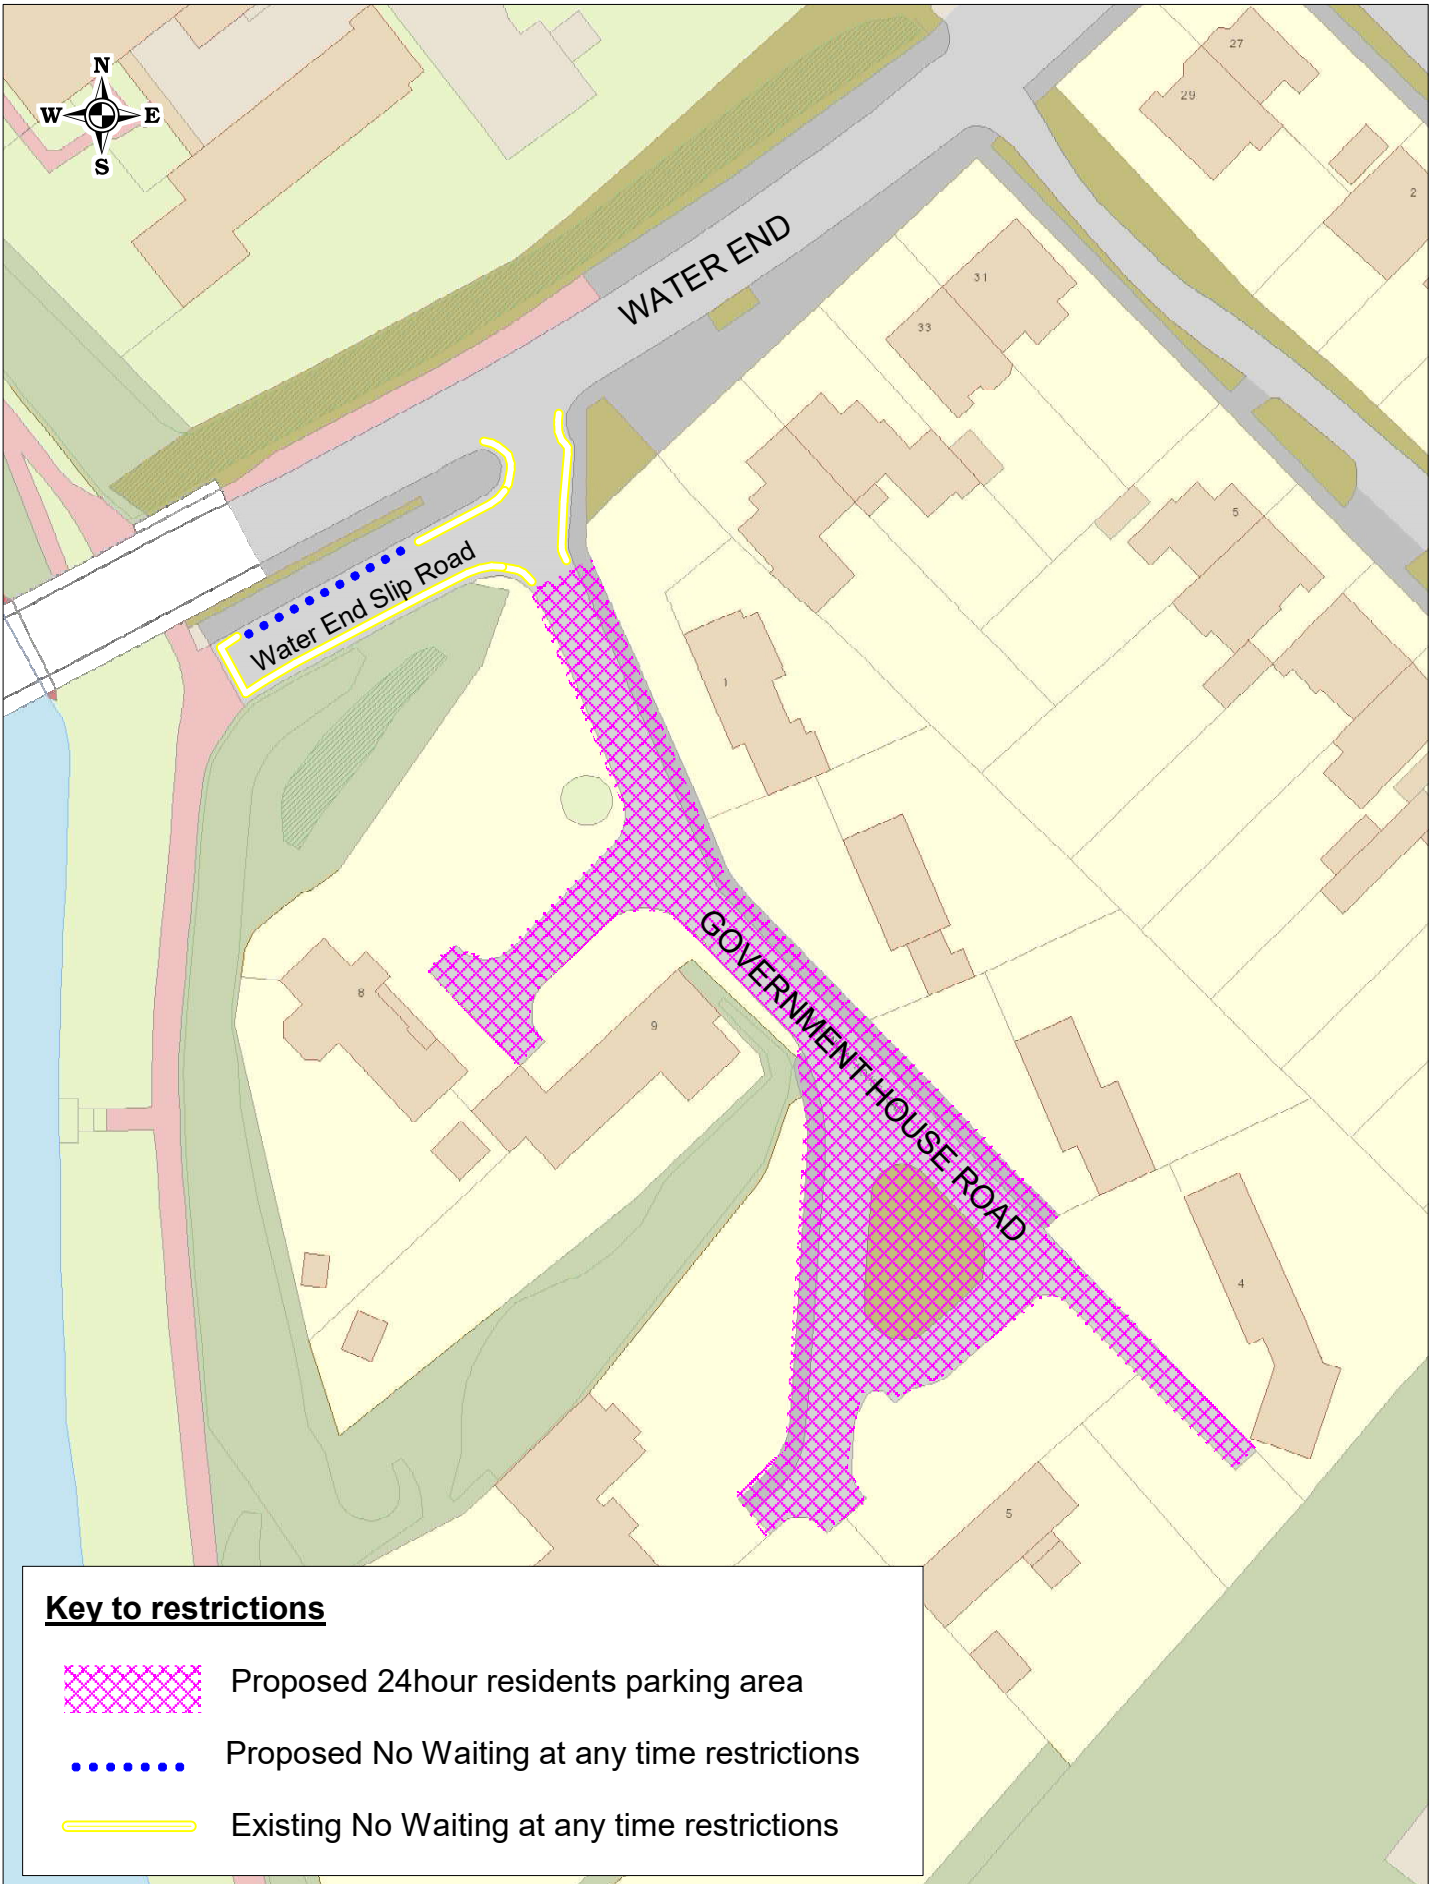 N
W E
S
27
29
2
WATER END
31
33
5
Water End Slip Road
GOVERNMENT HOUSE ROAD
8
9
4
5
Key to restrictions
Proposed 24hour residents parking area
Proposed No Waiting at any time restrictions
Existing No Waiting at any time restrictions